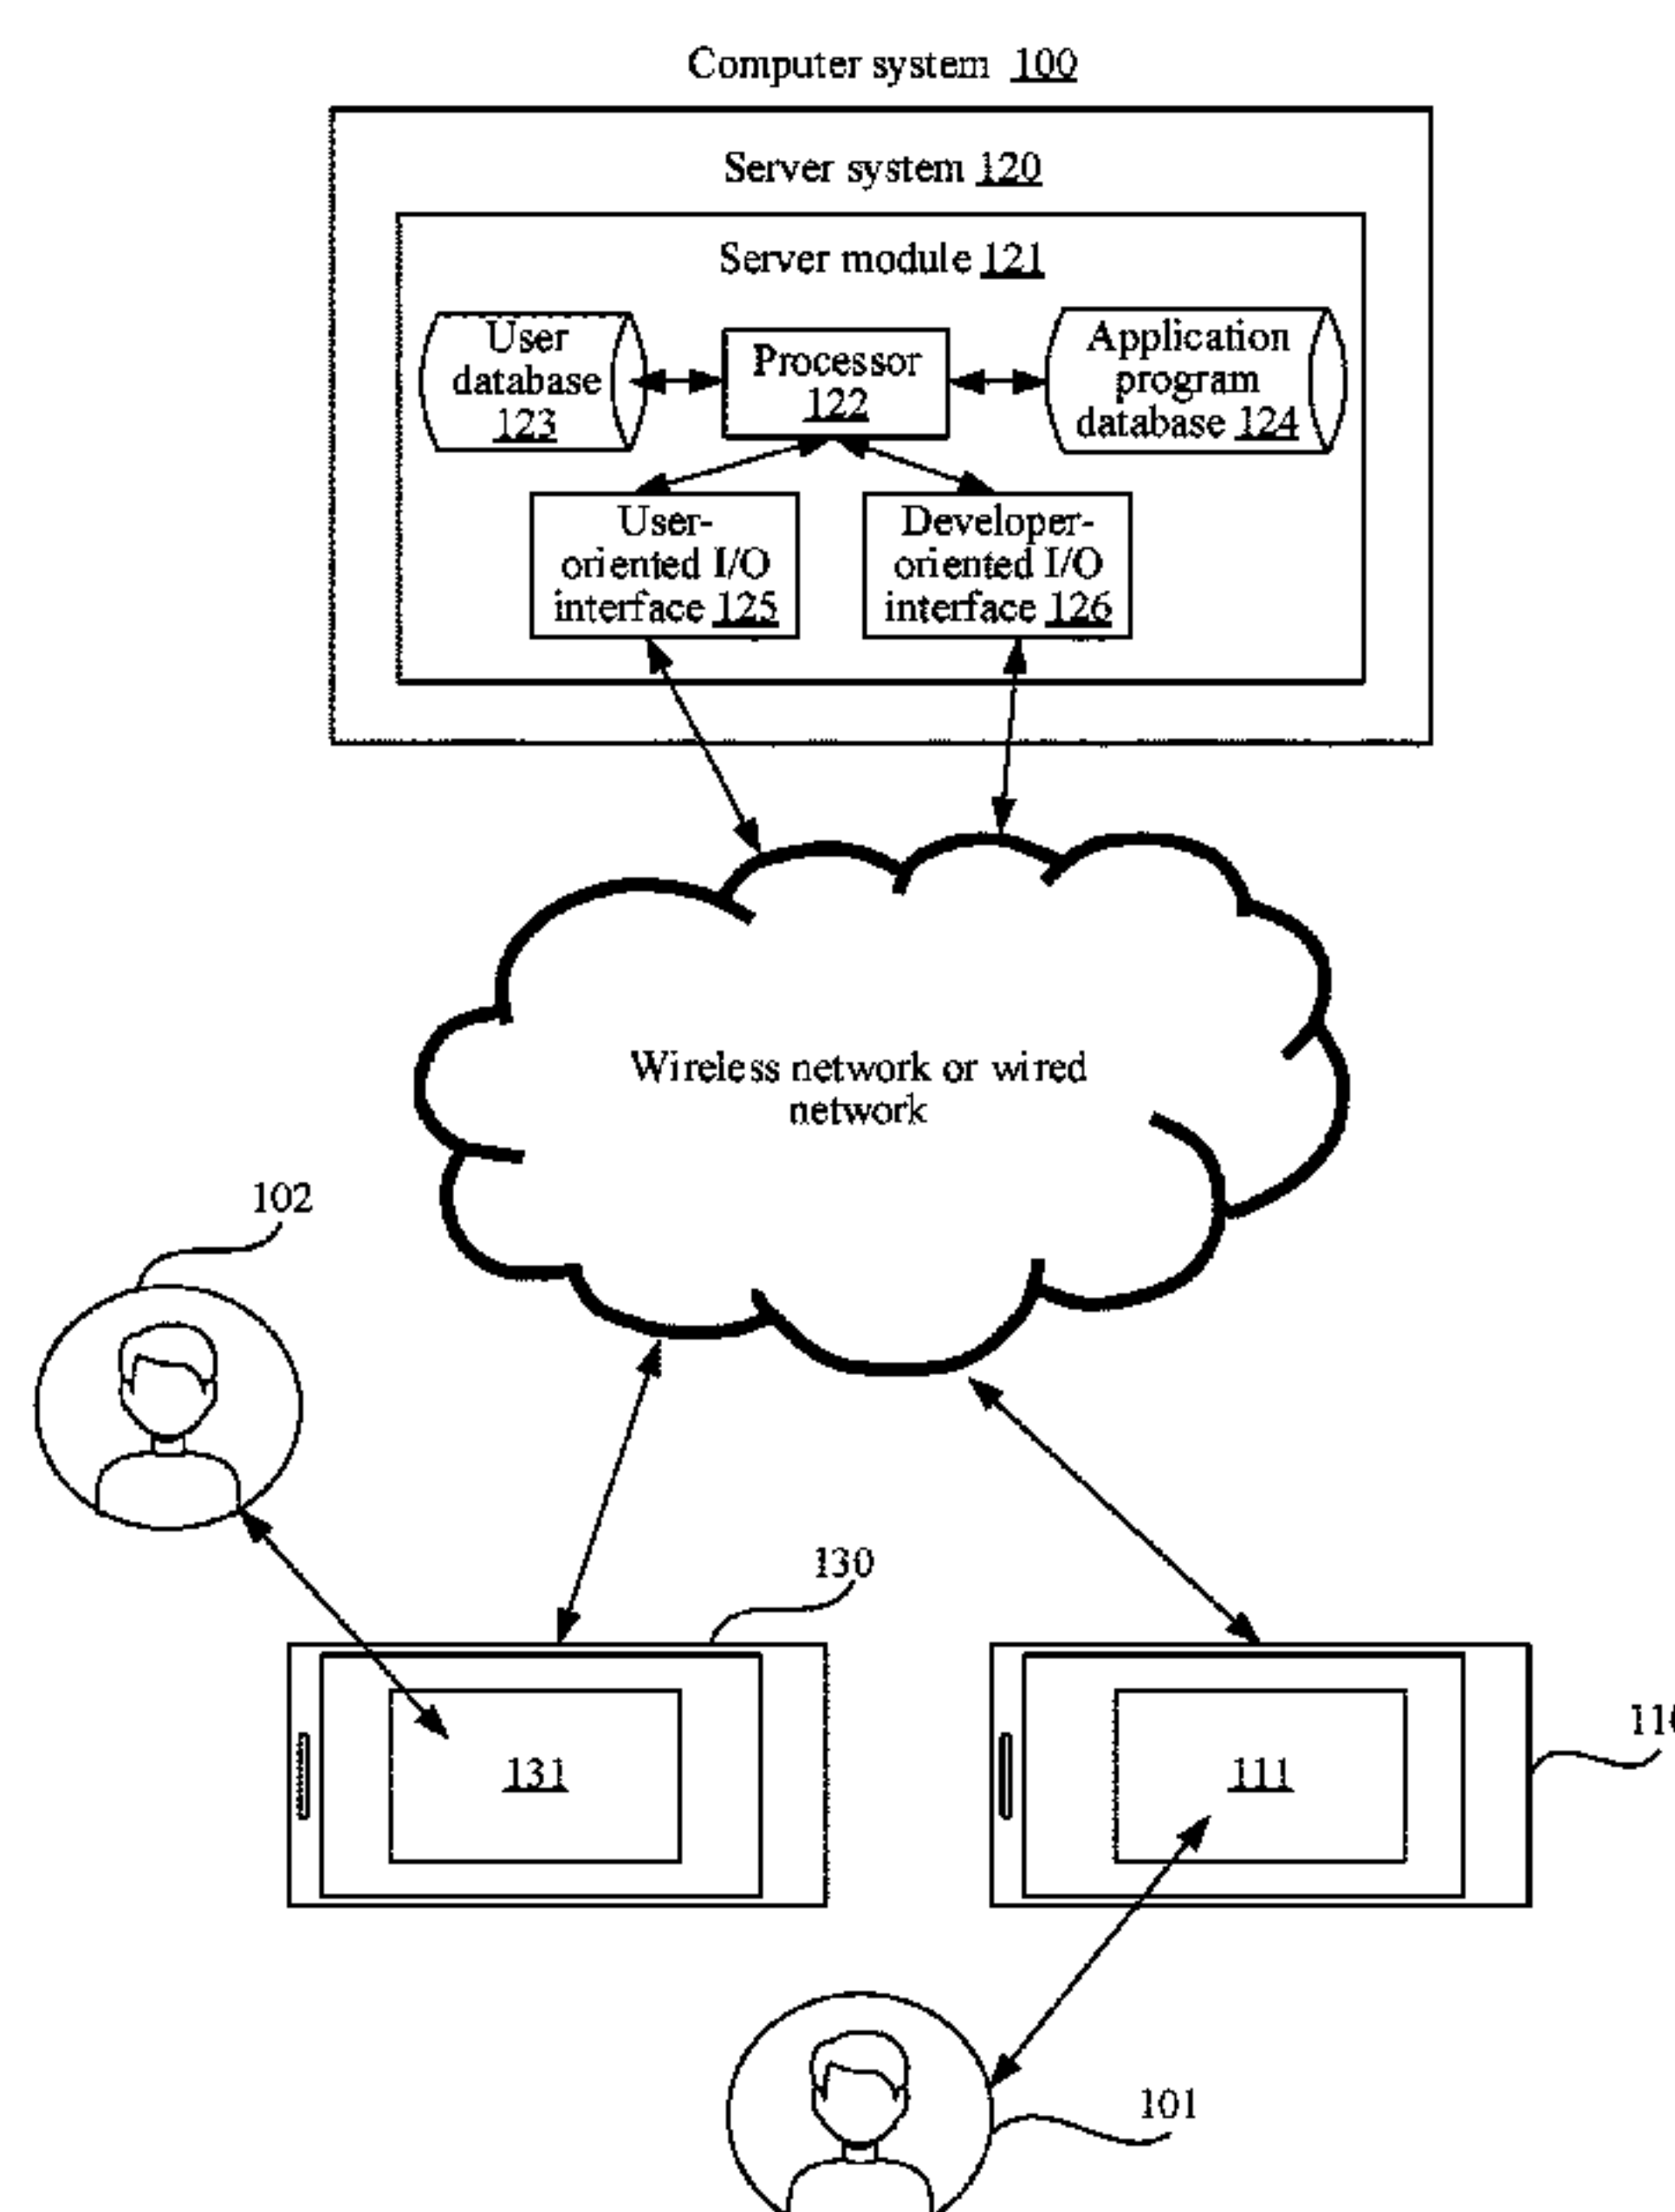 Computer system 100
Server system 120
Server module 121
User
database
123
Processor
122
Application
program
database 124
User-
oriented I/O
interface 125
Developer-
oriented I/O
interface 126
Wireless network or wired
network
102
130
131
111
101